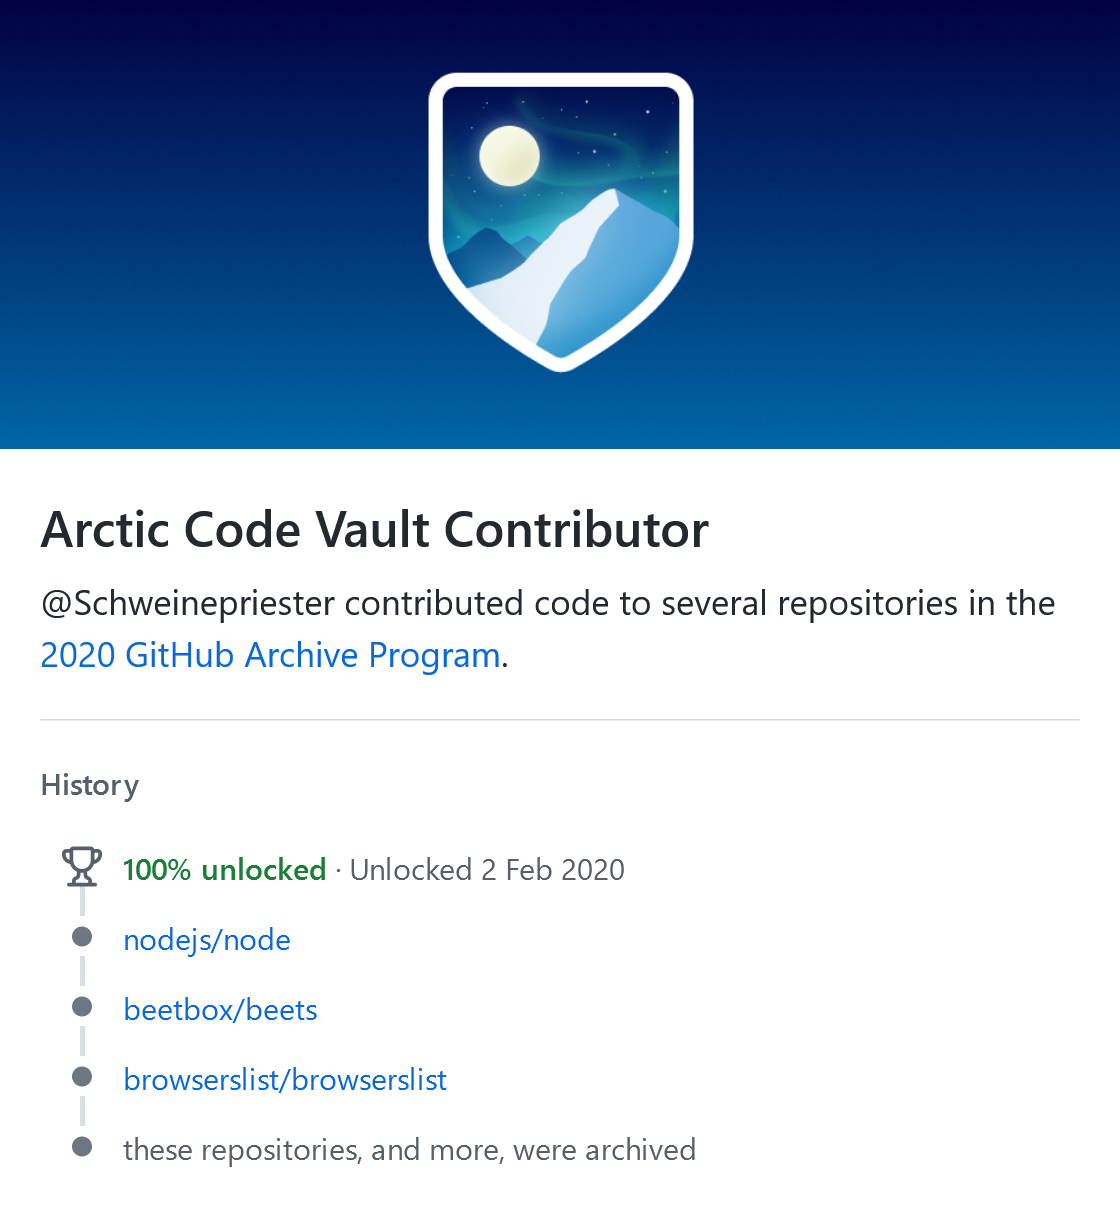 Arctic Code Vault Contributor
@Schweinepriester contributed code to several repositories in the
2020 GitHub Archive Program.
History
100% unlocked · Unlocked 2 Feb 2020
nodejs/node
beetbox/beets
browserslist/browserslist
these repositories, and more, were archived